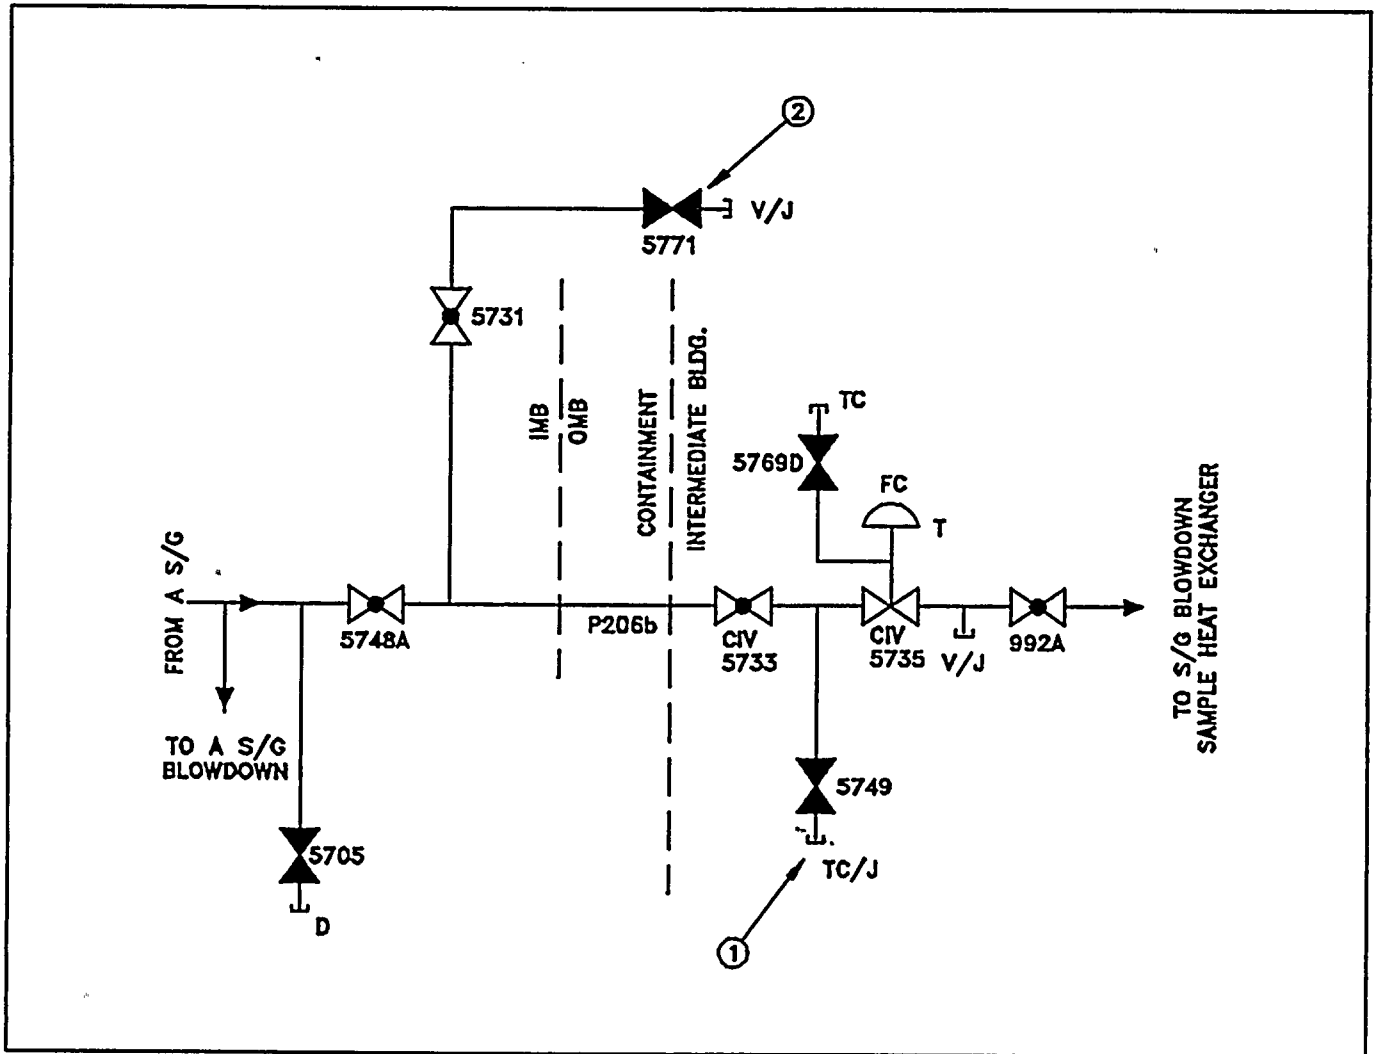 2
V/J
5771
5731
IMB
OMB
CONTAINMENT
INTERMEDIATE BLDG.
TC
5769D
FC
T
FROM A S/G
5748A
P206b
CIV
5733
CIV
5735
V/J
992A
TO S/G BLOWDOWN
SAMPLE HEAT EXCHANGER
TO A S/G
BLOWDOWN
5749
TC/J
5705
D
1